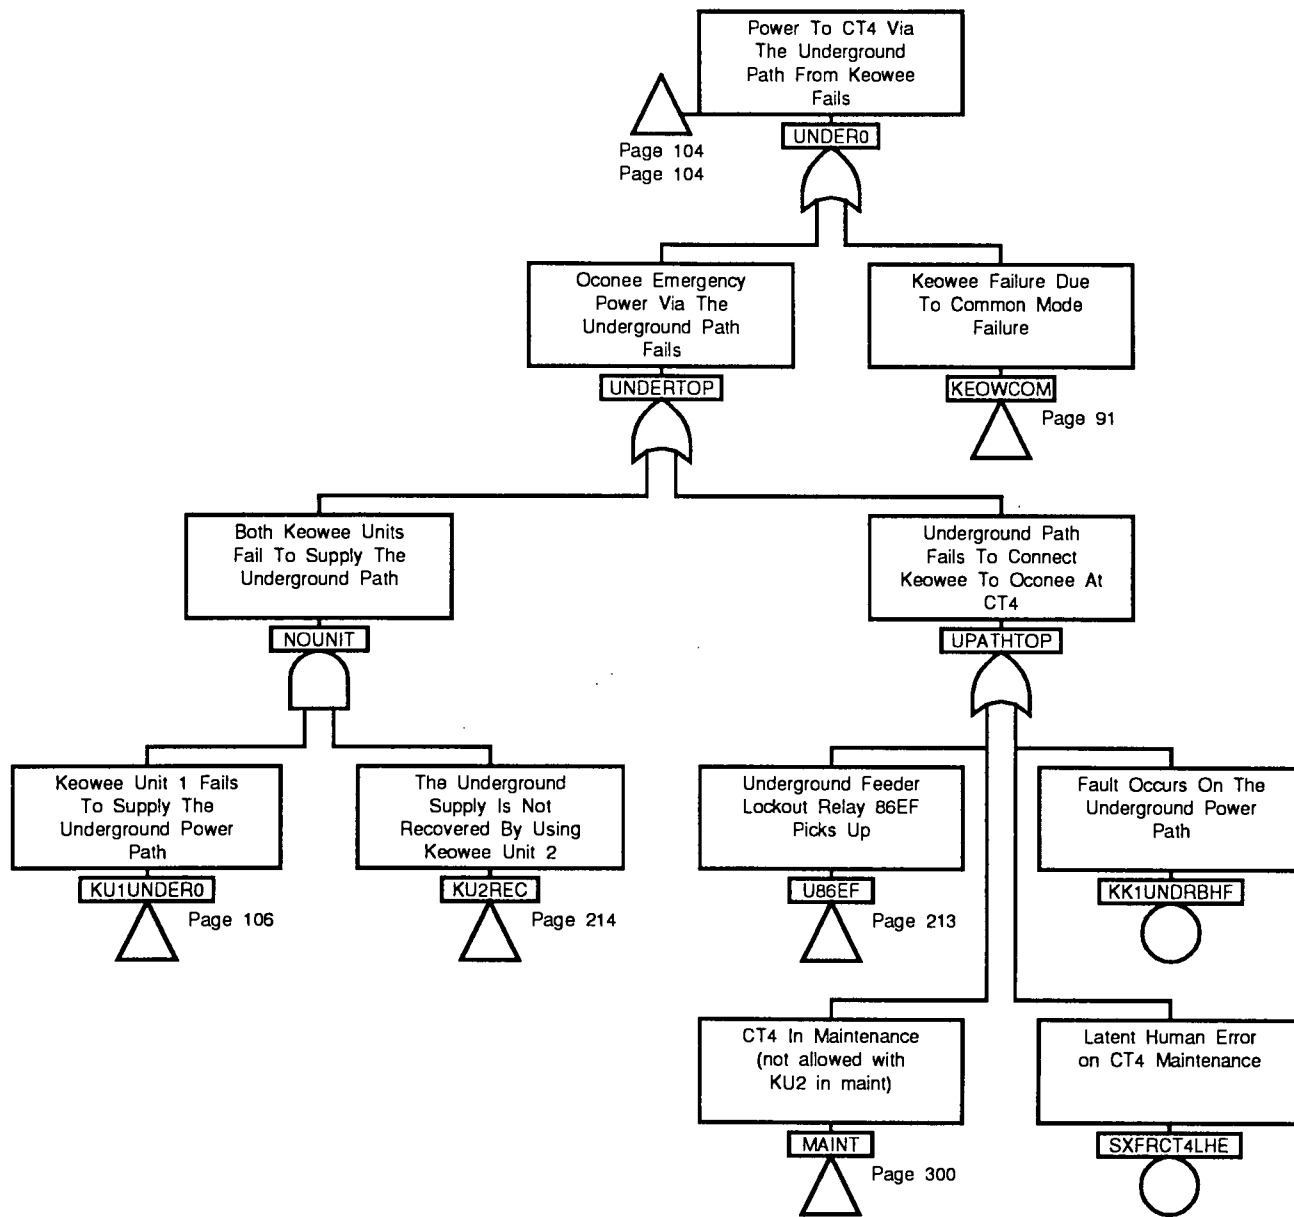 Power To CT4 Via
The Underground
Path From Keowee
Fails
UNDER0
Page 104
Page 104
Oconee Emergency
Power Via The
Underground Path
Fails
UNDERTOP
Keowee Failure Due
To Common Mode
Failure
KEOWCOM
Page 91
Both Keowee Units
Fail To Supply The
Underground Path
NOUNIT
Underground Path
Fails To Connect
Keowee To Oconee At
CT4
UPATHTOP
Keowee Unit 1 Fails
To Supply The
Underground Power
Path
KU1UNDER0
Page 106
The Underground
Supply Is Not
Recovered By Using
Keowee Unit 2
KU2REC
Page 214
Underground Feeder
Lockout Relay 86EF
Picks Up
U86EF
Page 213
Fault Occurs On The
Underground Power
Path
KK1UNDRBHF
CT4 In Maintenance
(not allowed with
KU2 in maint)
MAINT
Page 300
Latent Human Error
on CT4 Maintenance
SXFRCT4LHE